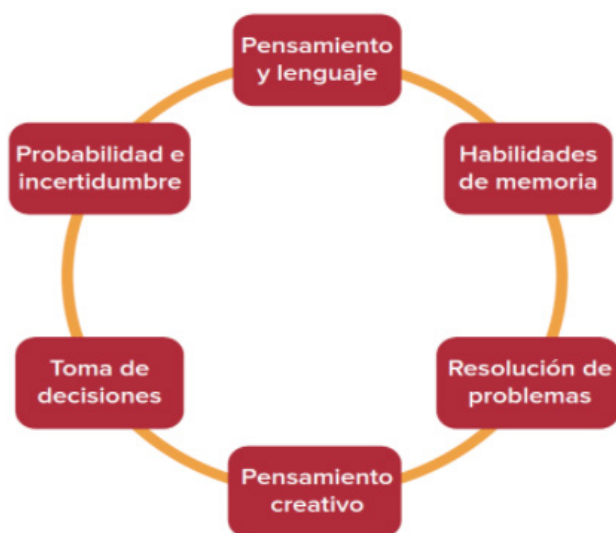 Pensamiento
y lenguaje
Habilidades
de memoria
Resolución de
problemas
Pensamiento
creativo
Toma de
decisiones
Probabilidad e
incertidumbre